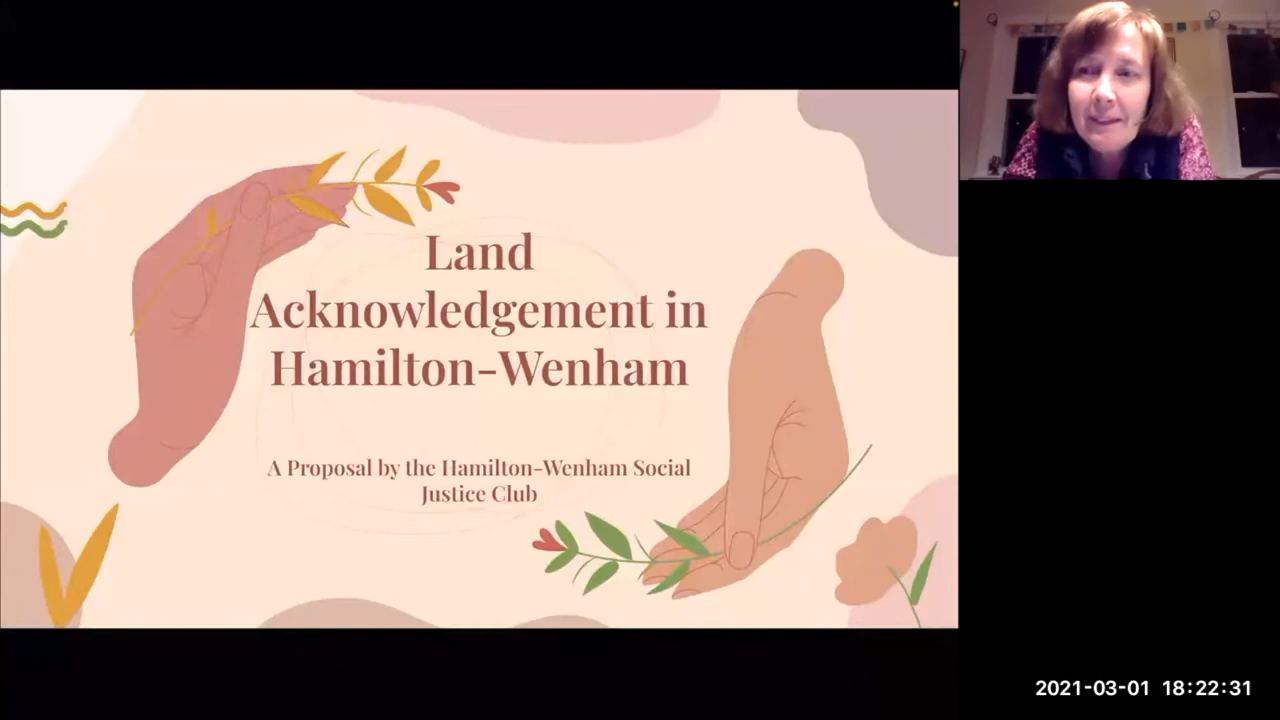 Land
Acknowledgement in
Hamilton-Wenham
A Proposal by the Hamilton-Wenham Social
Justice Club
2021-03-01 18:22:31